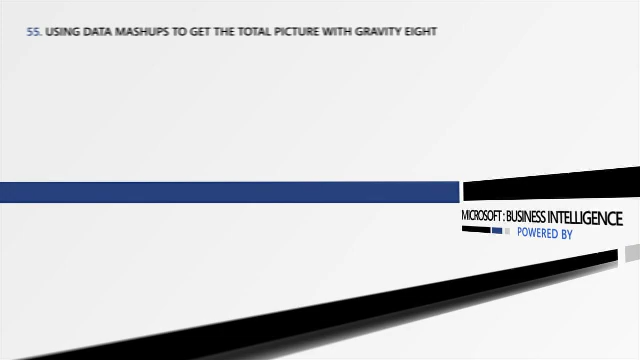 55. USING DATA MASHUPS TO GET THE TOTAL PICTURE WITH GRAVITY EIGHT
MICROSOFT : BUSINESS INTELLIGENCE
POWERED BY